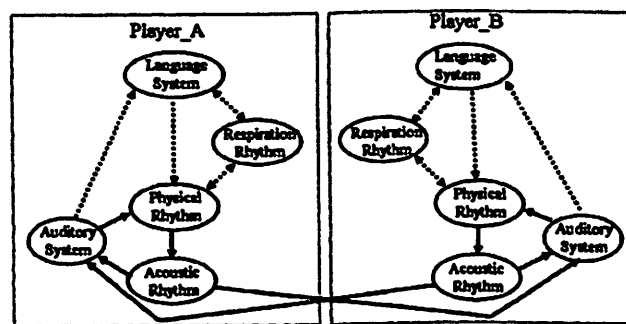 Player_A
Language
System
Respiration
Rhythm
Physical
Rhythm
Auditory
System
Acoustic
Rhythm
Player_B
Language
System
Respiration
Rhythm
Physical
Rhythm
Auditory
System
Acoustic
Rhythm